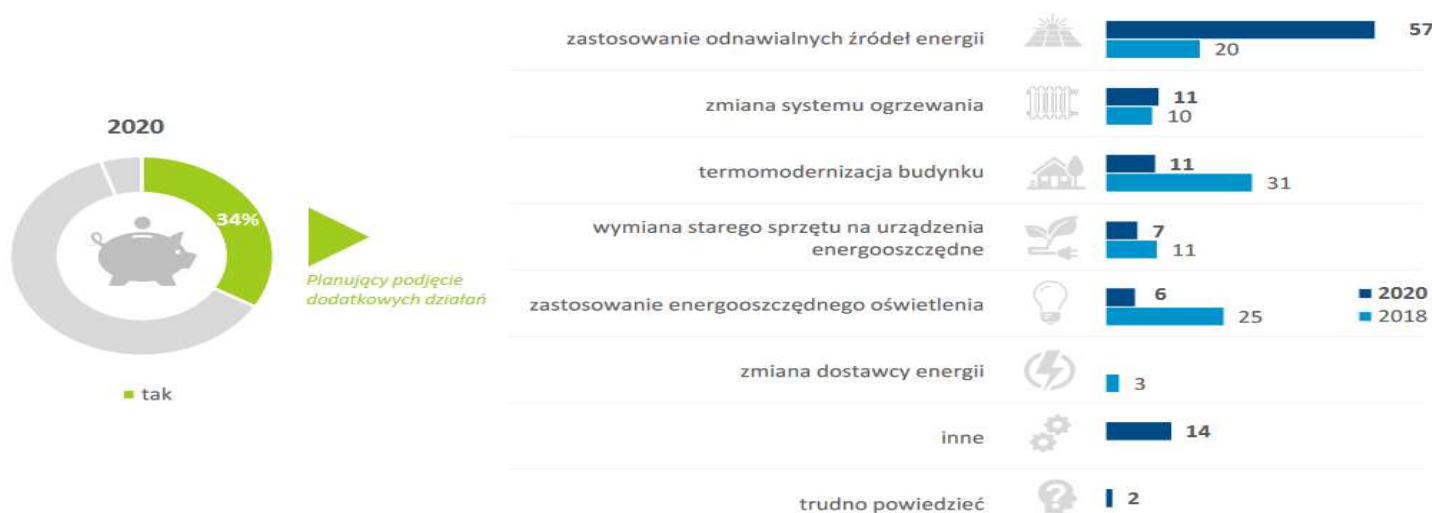 2020
34%
Planujący podjęcie
dodatkowych działań
tak
zastosowanie odnawialnych źródeł energii
57
20
zmiana systemu ogrzewania
11
10
termomodernizacja budynku
11
31
wymiana starego sprzętu na urządzenia
energooszczędne
7
11
zastosowanie energooszczędnego oświetlenia
6
25
2020
2018
zmiana dostawcy energii
3
inne
14
trudno powiedzieć
2